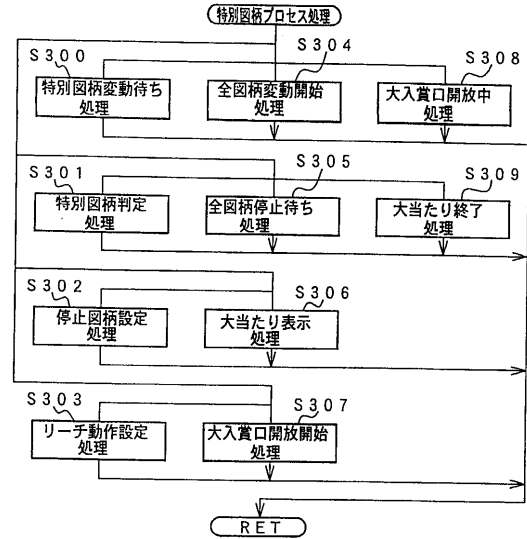 特別図柄プロセス処理
S300
S304
S308
特別図柄変動待ち
処理
全図柄変動開始
処理
大入賞口開放中
処理
S301
S305
S309
特別図柄判定
処理
全図柄停止待ち
処理
大当たり終了
処理
S302
S306
停止図柄設定
処理
大当たり表示
処理
S303
S307
リーチ動作設定
処理
大入賞口開放開始
処理
RET